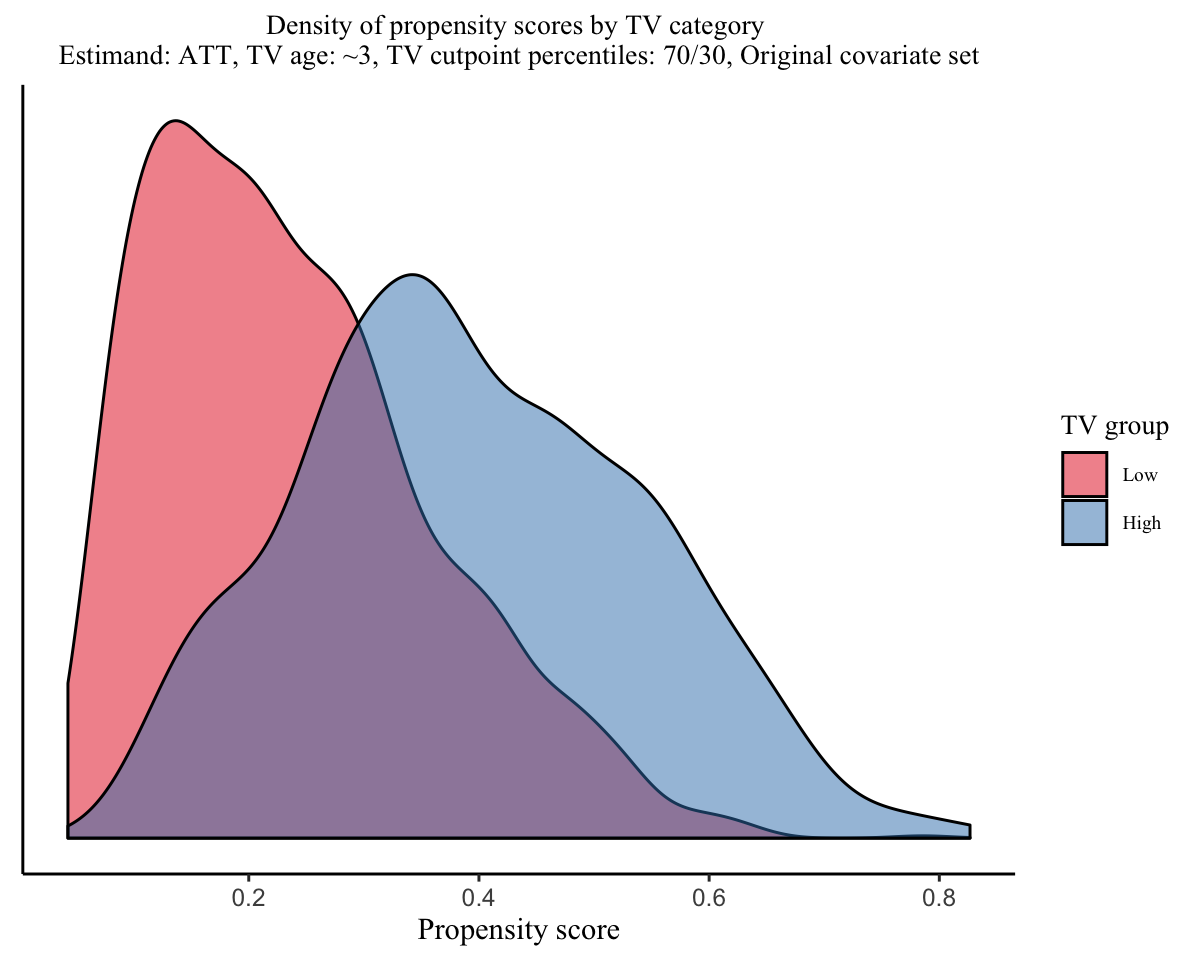 Density of propensity scores by TV category
Estimand: ATT, TV age: ~3, TV cutpoint percentiles: 70/30, Original covariate set
TV group
Low
High
0.2 0.4 0.6 0.8
Propensity score